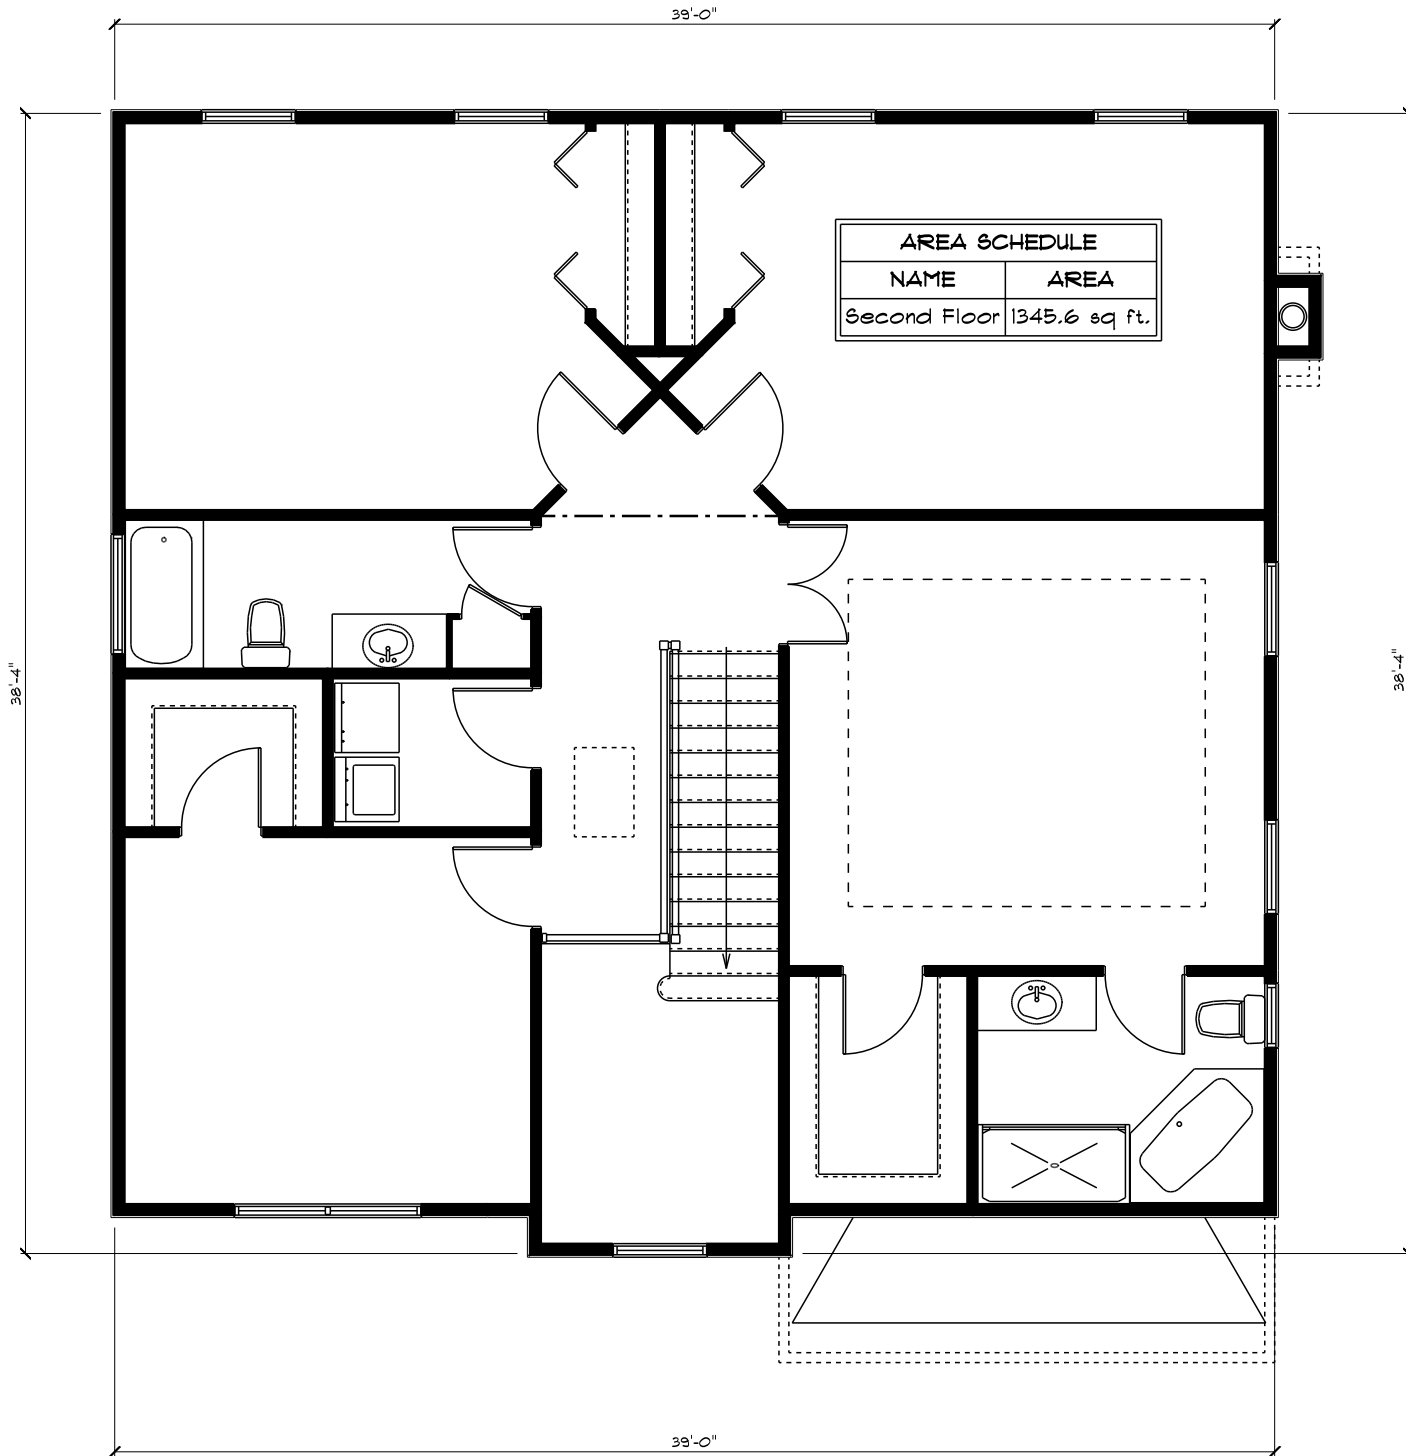 39'-0"
AREA SCHEDULE
NAME AREA
Second Floor 1345.6 sq ft.
38'-4"
38'-4"
39'-0"